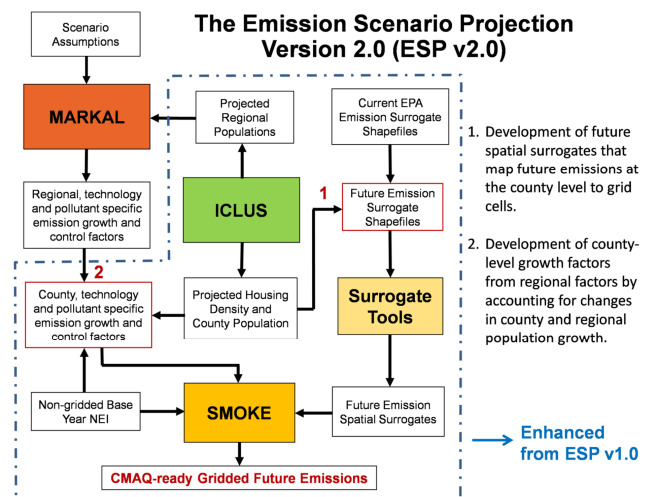 The Emission Scenario Projection
Version 2.0 (ESP v2.0)
Scenario
Assumptions
MARKAL
Projected
Regional
Populations
Current EPA
Emission Surrogate
Shapefiles
Regional, technology
and pollutant specific
emission growth and
control factors
ICLUS
1
Future Emission
Surrogate
Shapefiles
2
County, technology
and pollutant specific
emission growth and
control factors
Projected Housing
Density and
County Population
Surrogate
Tools
Non-gridded Base
Year NEI
SMOKE
Future Emission
Spatial Surrogates
CMAQ-ready Gridded Future Emissions
1. Development of future
spatial surrogates that
map future emissions at
the county level to grid
cells.
2. Development of county-
level growth factors
from regional factors by
accounting for changes
in county and regional
population growth.
Enhanced
from ESP v1.0